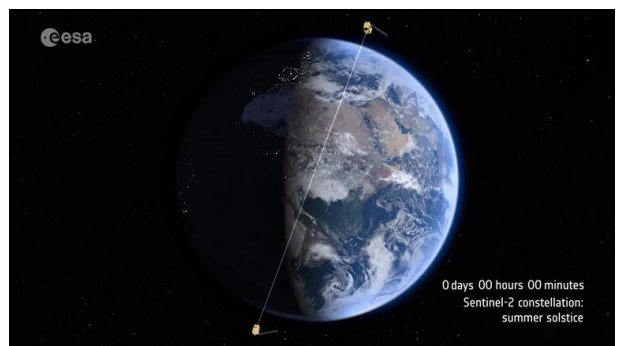 esa
0 days 00 hours 00 minutes
Sentinel-2 constellation:
summer solstice